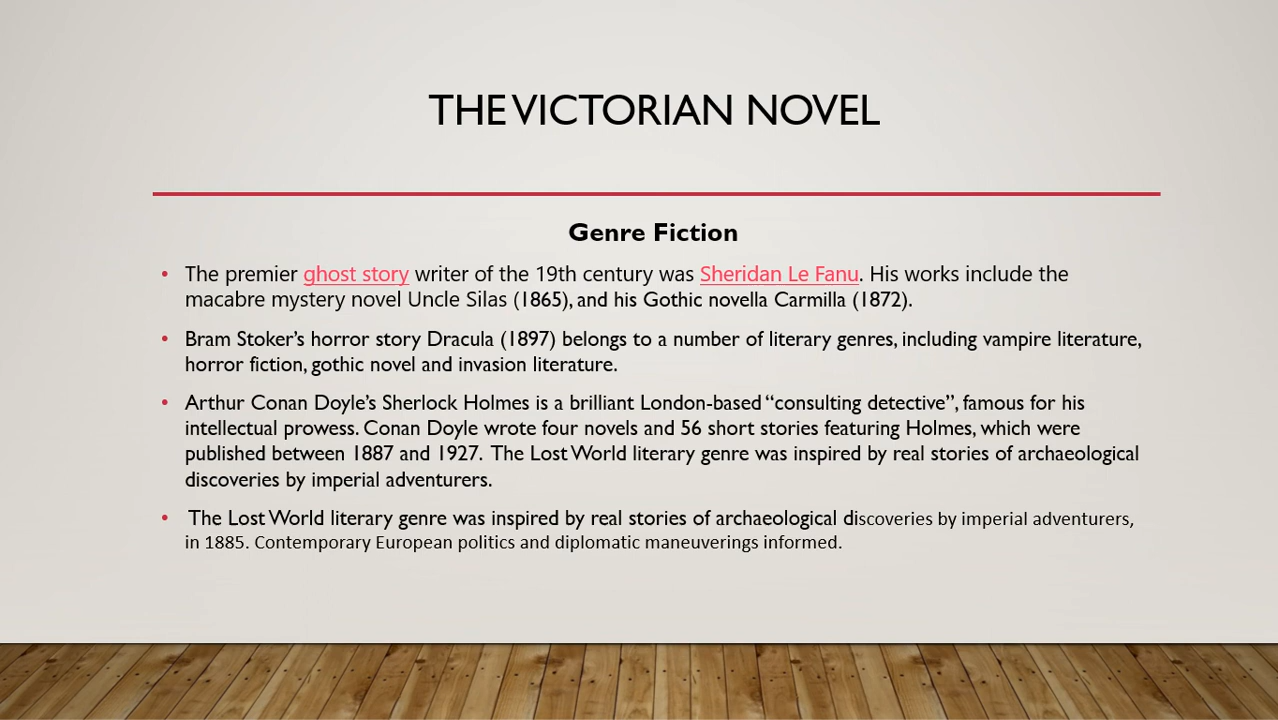 THE VICTORIAN NOVEL
Genre Fiction
• The premier ghost story writer of the 19th century was Sheridan Le Fanu. His works include the
macabre mystery novel Uncle Silas (1865), and his Gothic novella Carmilla (1872).
• Bram Stoker’s horror story Dracula (1897) belongs to a number of literary genres, including vampire literature,
horror fiction, gothic novel and invasion literature.
• Arthur Conan Doyle’s Sherlock Holmes is a brilliant London-based “consulting detective”, famous for his
intellectual prowess. Conan Doyle wrote four novels and 56 short stories featuring Holmes, which were
published between 1887 and 1927. The Lost World literary genre was inspired by real stories of archaeological
discoveries by imperial adventurers.
• The Lost World literary genre was inspired by real stories of archaeological discoveries by imperial adventurers,
in 1885. Contemporary European politics and diplomatic maneuverings informed.